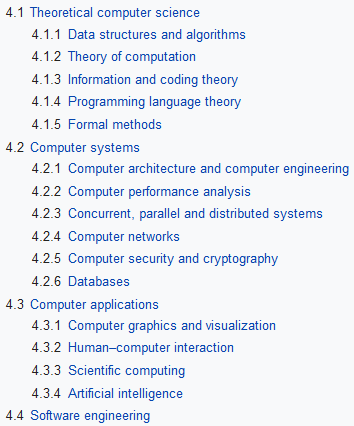 4.1 Theoretical computer science
4.1.1 Data structures and algorithms
4.1.2 Theory of computation
4.1.3 Information and coding theory
4.1.4 Programming language theory
4.1.5 Formal methods
4.2 Computer systems
4.2.1 Computer architecture and computer engineering
4.2.2 Computer performance analysis
4.2.3 Concurrent, parallel and distributed systems
4.2.4 Computer networks
4.2.5 Computer security and cryptography
4.2.6 Databases
4.3 Computer applications
4.3.1 Computer graphics and visualization
4.3.2 Human–computer interaction
4.3.3 Scientific computing
4.3.4 Artificial intelligence
4.4 Software engineering